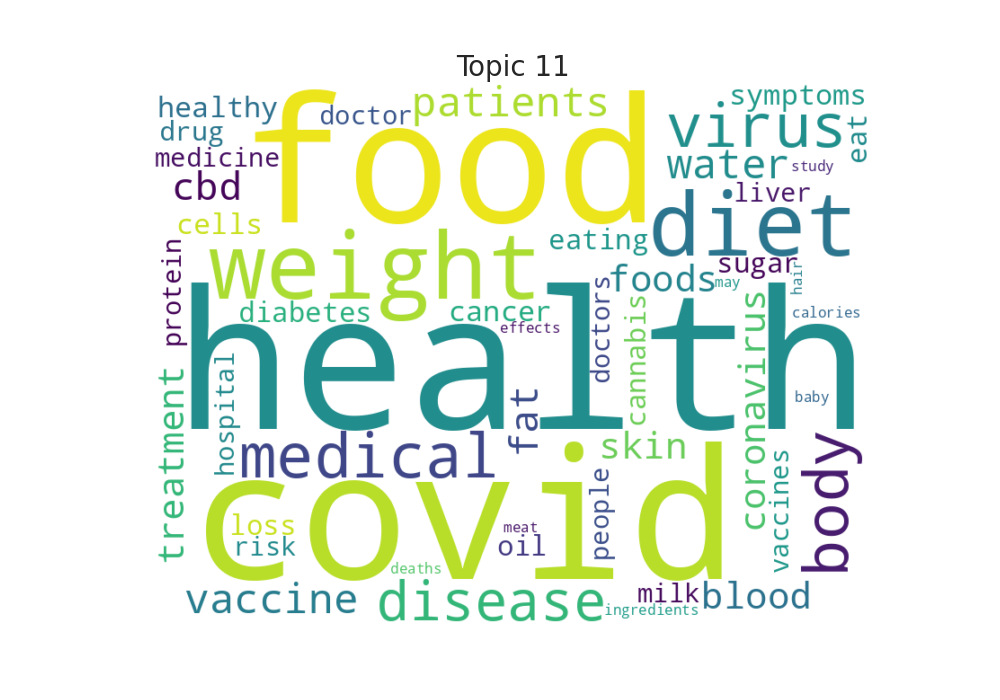 Topic 11
healthy
doctor
patients
symptoms
drug
food
virus
eat
medicine
water
study
cbd
liver
cells
diet
weight
eating
protein
foods
sugar
may
hair
diabetes
cancer
effects
doctors
cannabis
coronavirus
calories
health
hospital
treatment
fat
baby
medical
skin
body
covid
loss
risk
meat
oil
people
vaccines
deaths
vaccine
disease
milk
blood
ingredients